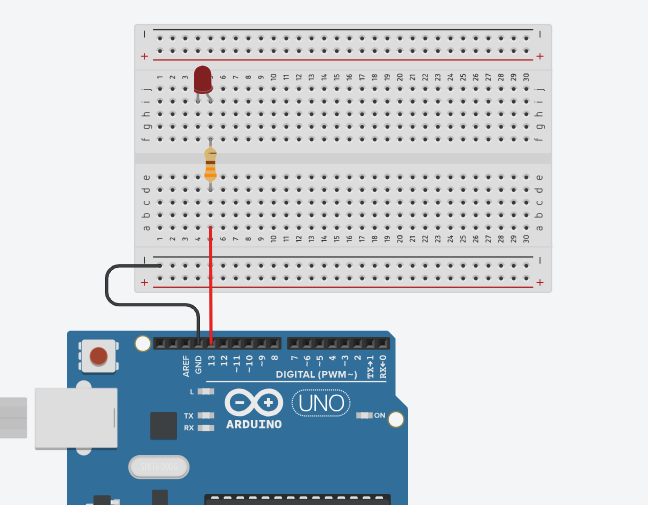 − −
+ +
1 2 3 5 6 7 8 9 10 11 12 13 14 15 16 17 18 19 20 21 22 23 24 25 26 27 28 29 30
j j
i i
h h
g g
f f
e e
d d
c c
b b
a a
1 2 3 4 5 6 7 8 9 10 11 12 13 14 15 16 17 18 19 20 21 22 23 24 25 26 27 28 29 30
− −
+ +
AREF GND 13 12 ~11 ~10 ~9 8 7 ~6 ~5 4 ~3 2 TX→1 RX←0
DIGITAL (PWM~)
L
TX
RX
UNO
ON
ARDUINO